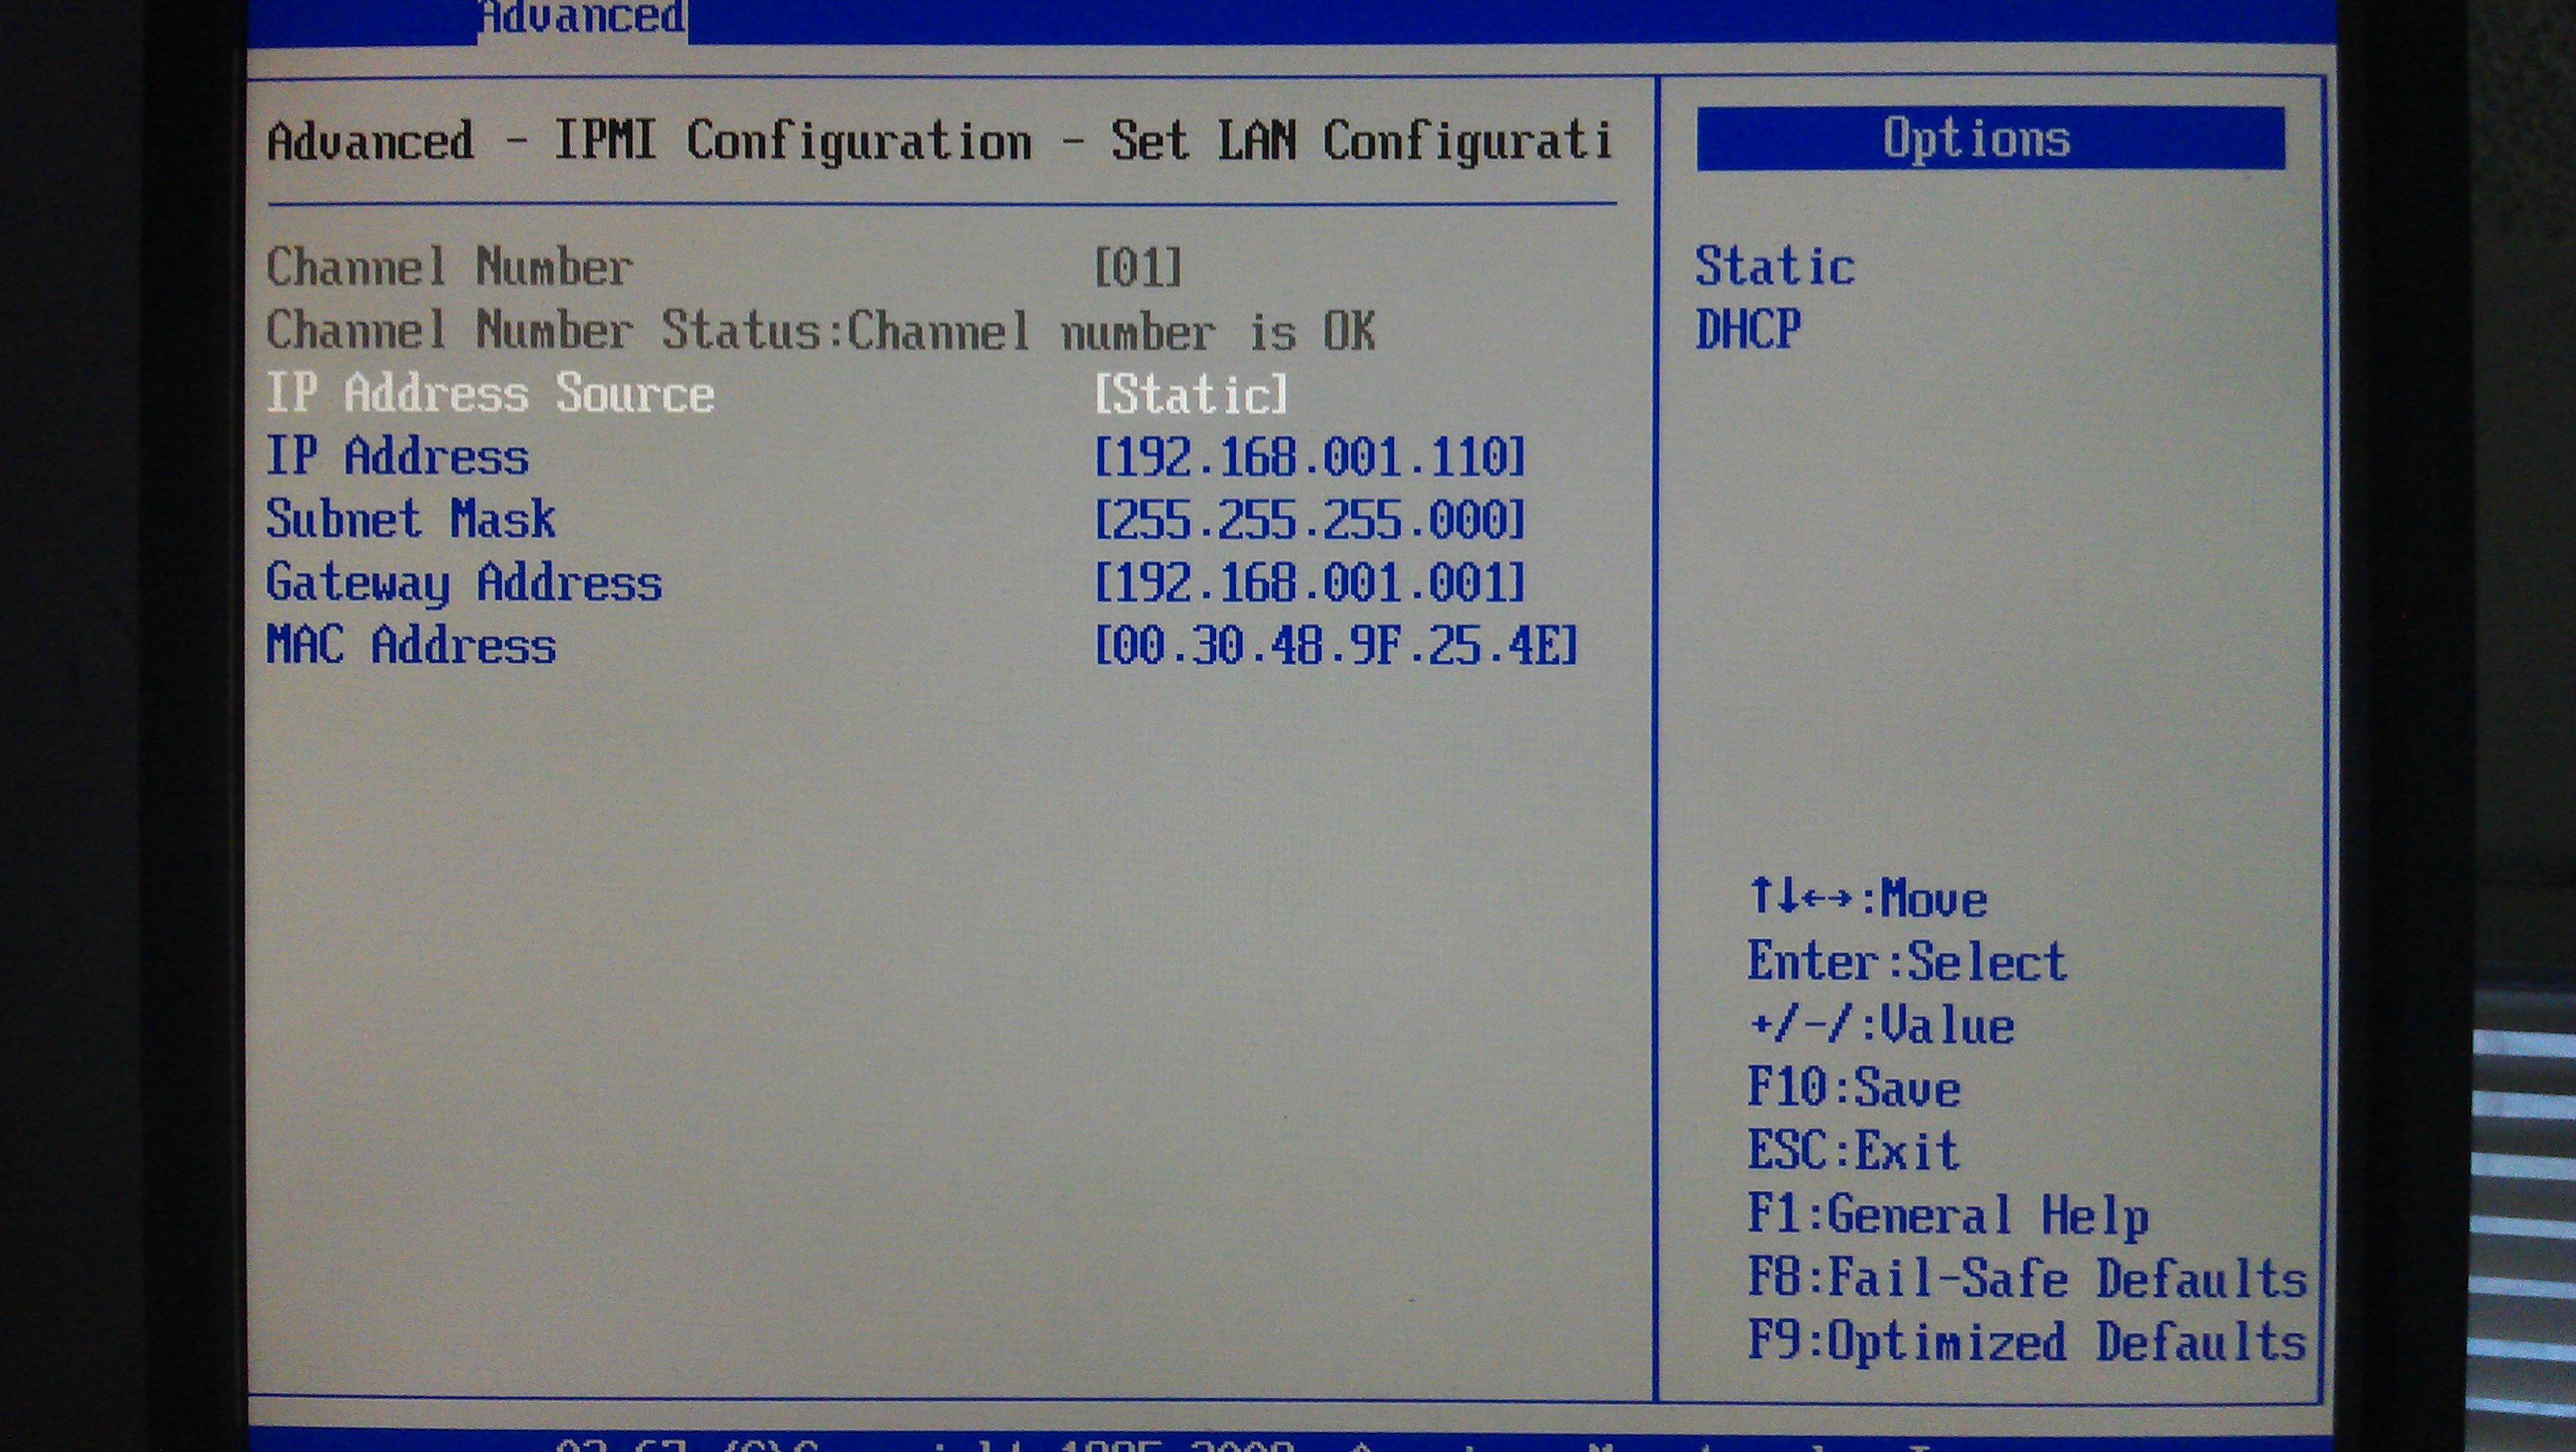 Advanced
Advanced - IPMI Configuration - Set LAN Configurati
Channel Number [01]
Channel Number Status:Channel number is OK
IP Address Source [Static]
IP Address [192.168.001.110]
Subnet Mask [255.255.255.000]
Gateway Address [192.168.001.001]
MAC Address [00.30.48.9F.25.4E]
Options
Static
DHCP
↑↓←→:Move
Enter:Select
+/-/:Value
F10:Save
ESC:Exit
F1:General Help
F8:Fail-Safe Defaults
F9:Optimized Defaults